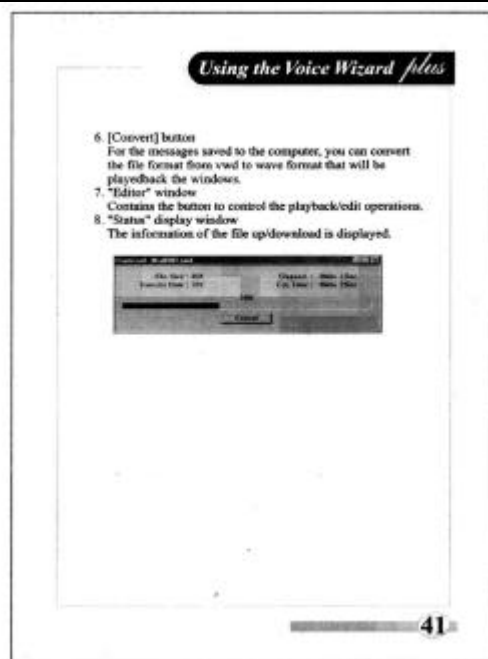 Using the Voice Wizard plus
6. [Convert] button
For the messages saved to the computer, you can convert
the file format from vwd to wave format that will be
playedback the windows.
7. "Editor" window
Contains the button to control the playback/edit operations.
8. "Status" display window
The information of the file up/download is displayed.
File Size :
Elapsed :
Cancel
41